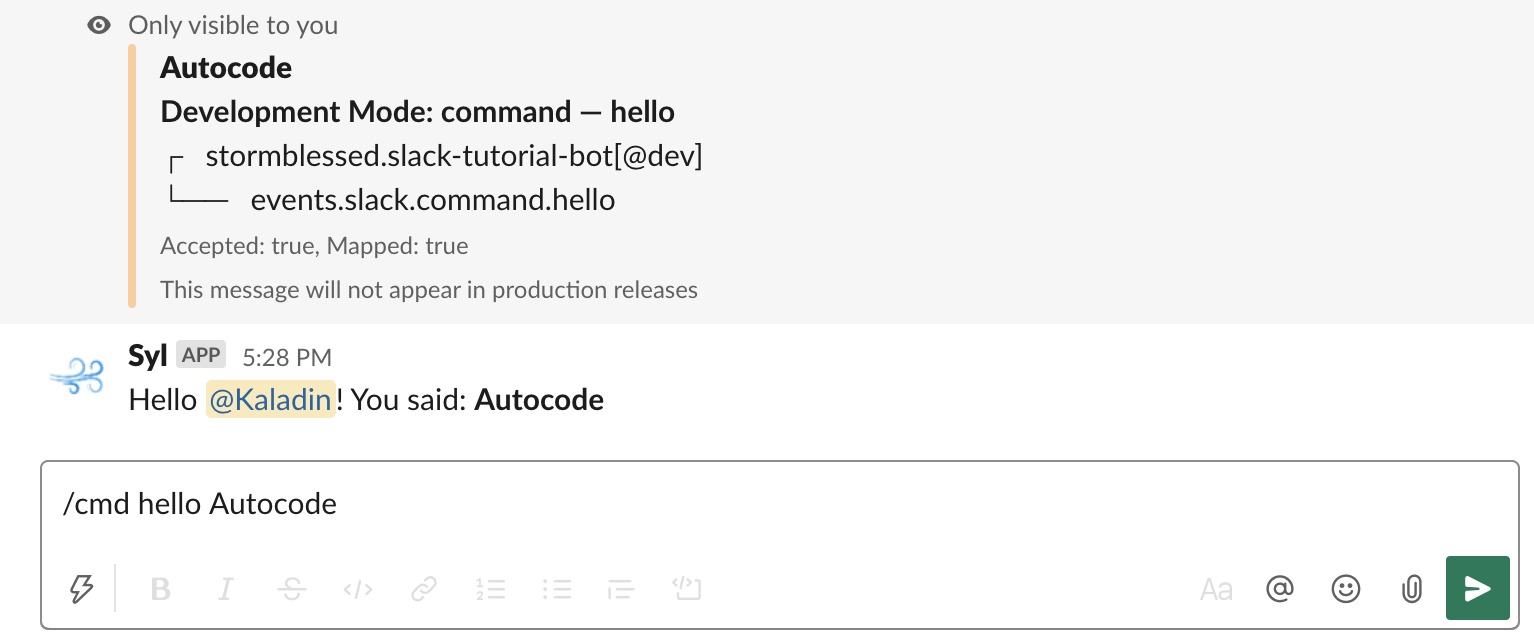 Only visible to you
Autocode
Development Mode: command — hello
┌ stormblessed.slack-tutorial-bot[@dev]
└── events.slack.command.hello
Accepted: true, Mapped: true
This message will not appear in production releases
Syl APP 5:28 PM
Hello @Kaladin! You said: Autocode
/cmd hello Autocode
Aa